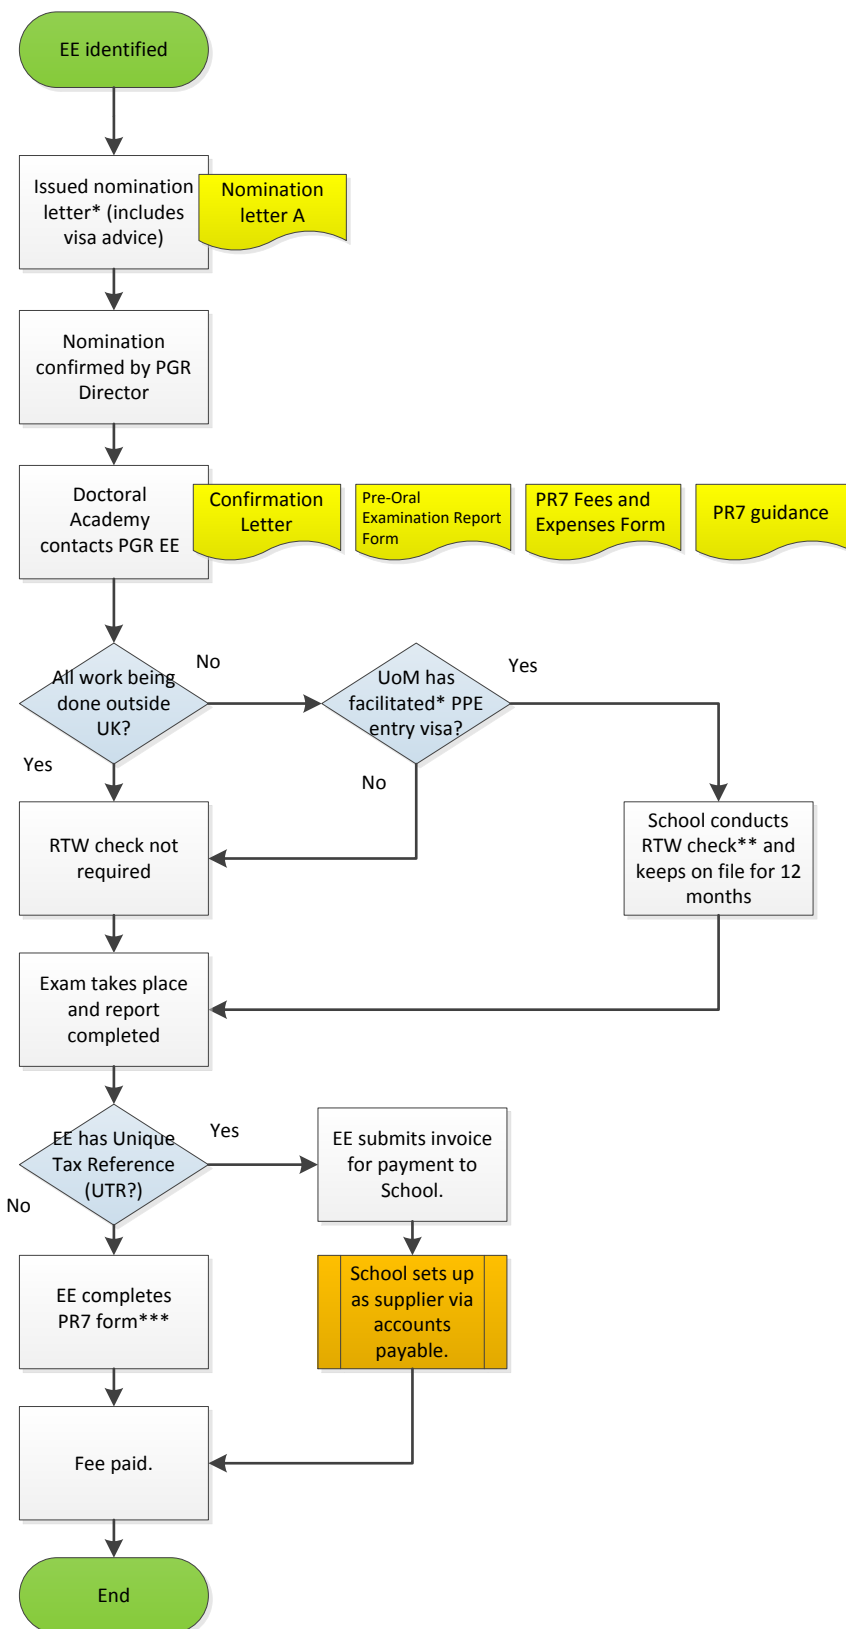 EE identified
Issued nomination
letter* (includes
visa advice)
Nomination
letter A
Nomination
confirmed by PGR
Director
Doctoral
Academy
contacts PGR EE
Confirmation
Letter
Pre-Oral
Examination Report
Form
PR7 Fees and
Expenses Form
PR7 guidance
All work being
done outside
UK?
No
UoM has
facilitated* PPE
entry visa?
Yes
Yes
No
RTW check not
required
School conducts
RTW check** and
keeps on file for 12
months
Exam takes place
and report
completed
EE has Unique
Tax Reference
(UTR?)
Yes
EE submits invoice
for payment to
School.
No
EE completes
PR7 form***
School sets up
as supplier via
accounts
payable.
Fee paid.
End